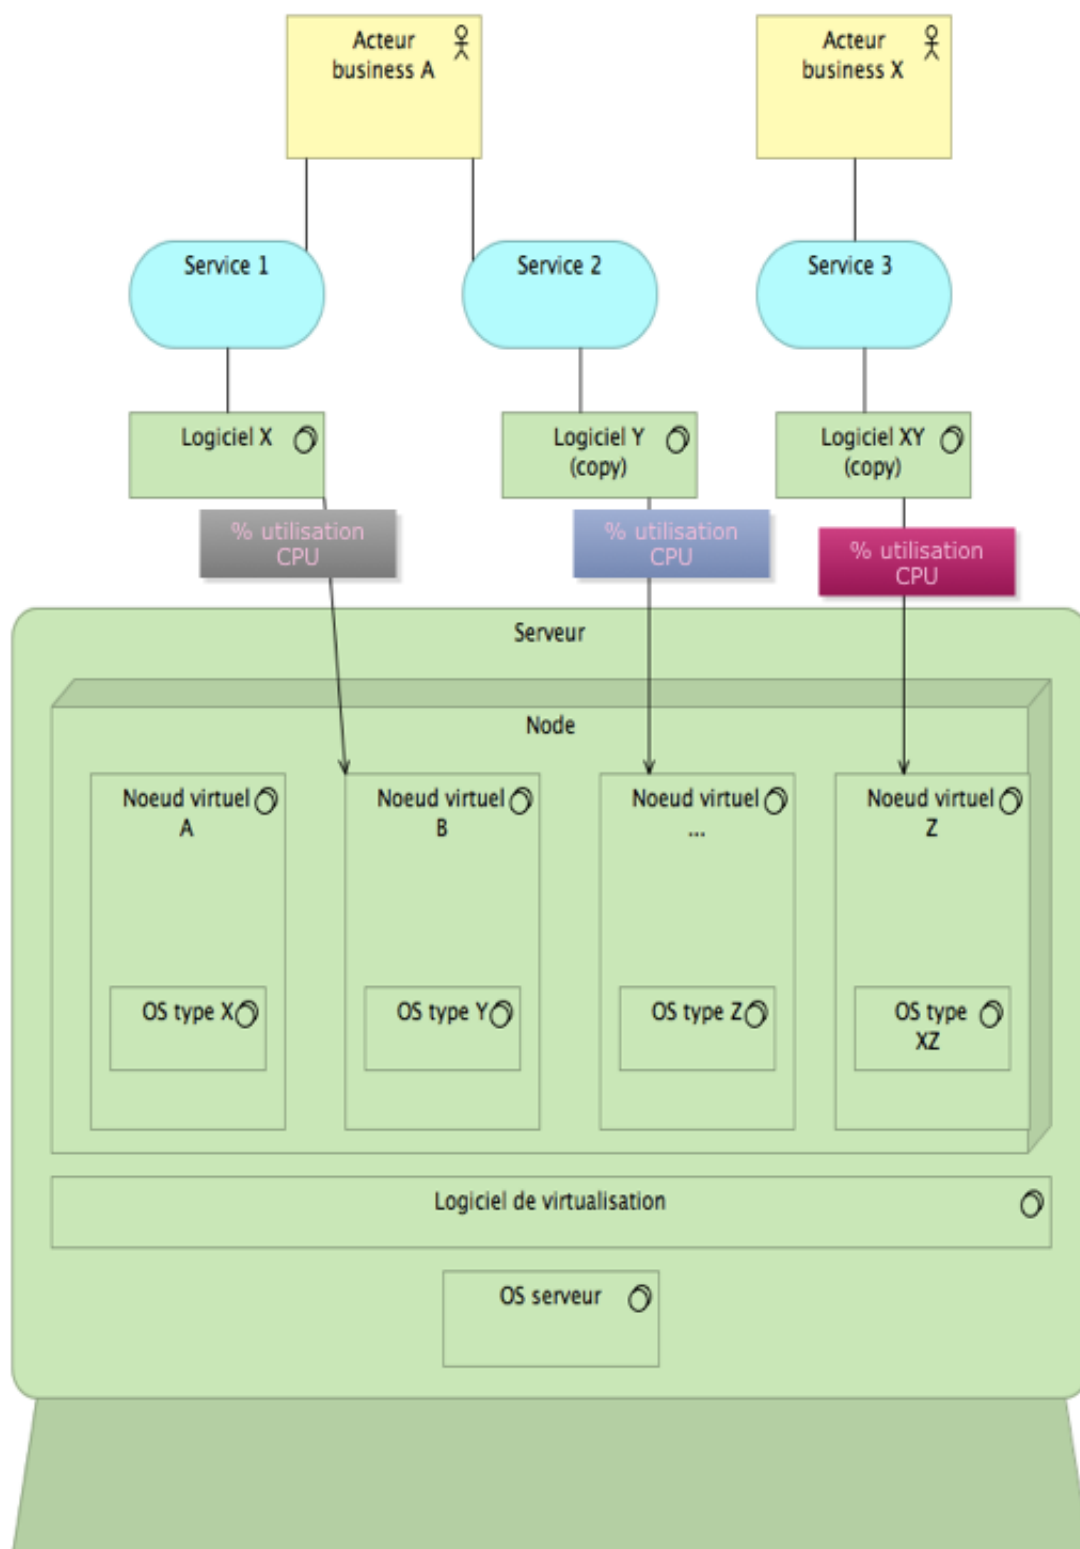 Acteur
business A
Acteur
business X
Service 1
Service 2
Service 3
Logiciel X
Logiciel Y
(copy)
Logiciel XY
(copy)
% utilisation
CPU
% utilisation
CPU
% utilisation
CPU
Serveur
Node
Noeud virtuel
A
Noeud virtuel
B
Noeud virtuel
...
Noeud virtuel
Z
OS type X
OS type Y
OS type Z
OS type
XZ
Logiciel de virtualisation
OS serveur